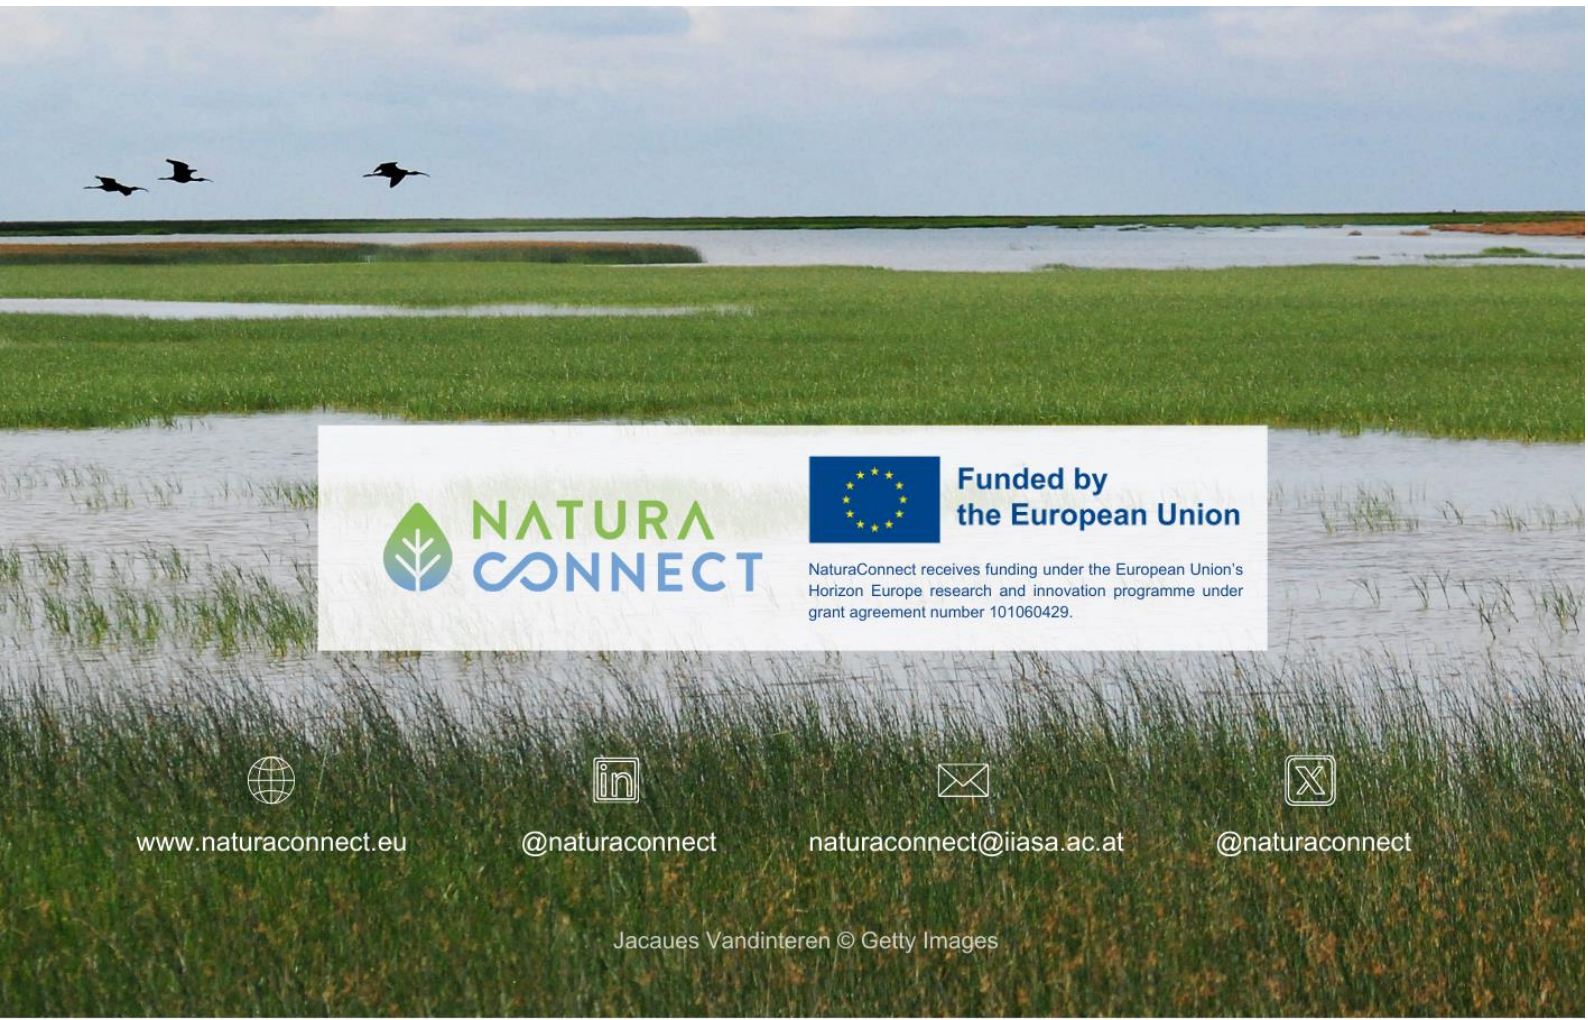 NATURA
CONNECT
Funded by
the European Union
NaturaConnect receives funding under the European Union's
Horizon Europe research and innovation programme under
grant agreement number 101060429.
in
X
www.naturaconnect.eu
@naturaconnect
naturaconnect@iiasa.ac.at
@naturaconnect
Jacaues Vandinteren © Getty Images